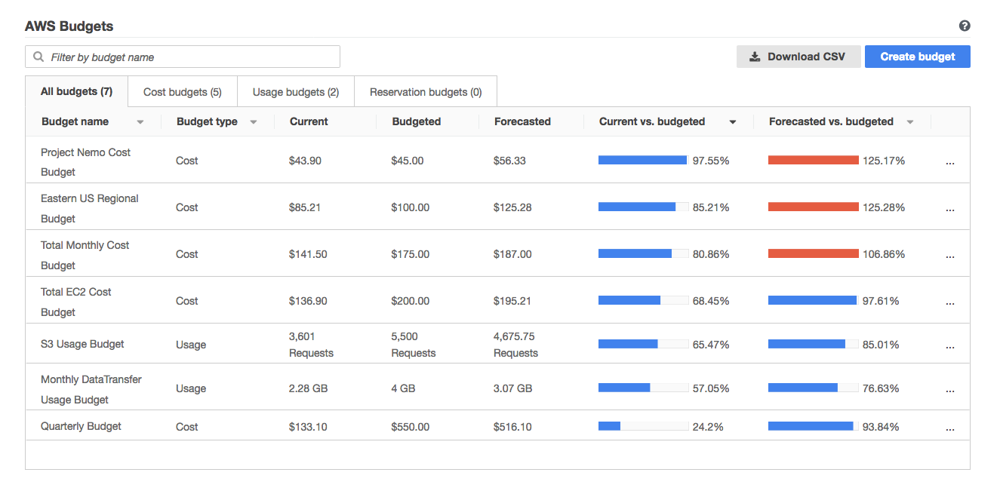 AWS Budgets
?
Filter by budget name
Download CSV
Create budget
All budgets (7) Cost budgets (5) Usage budgets (2) Reservation budgets (0)
Budget name Budget type Current Budgeted Forecasted Current vs. budgeted Forecasted vs. budgeted
Project Nemo Cost
Budget
Cost $43.90 $45.00 $56.33 97.55% 125.17% ...
Eastern US Regional
Budget
Cost $85.21 $100.00 $125.28 85.21% 125.28% ...
Total Monthly Cost
Budget
Cost $141.50 $175.00 $187.00 80.86% 106.86% ...
Total EC2 Cost
Budget
Cost $136.90 $200.00 $195.21 68.45% 97.61% ...
S3 Usage Budget Usage
3,601
Requests
5,500
Requests
4,675.75
Requests
65.47% 85.01% ...
Monthly DataTransfer
Usage Budget
Usage 2.28 GB 4 GB 3.07 GB 57.05% 76.63% ...
Quarterly Budget Cost $133.10 $550.00 $516.10 24.2% 93.84% ...